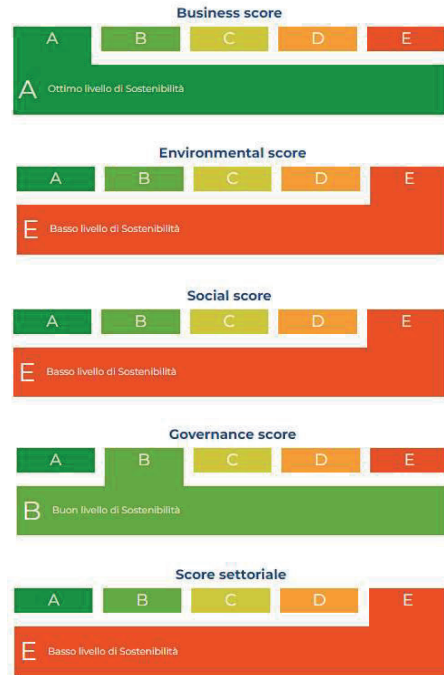 Business score
A B C D E
A Ottimo livello di Sostenibilità
Environmental score
A B C D E
E Basso livello di Sostenibilità
Social score
A B C D E
E Basso livello di Sostenibilità
Governance score
A B C D E
B Buon livello di Sostenibilità
Score settoriale
A B C D E
E Basso livello di Sostenibilità